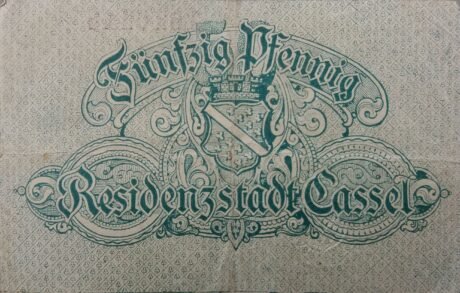 Fünfzig Pfennig
Residenzstadt Cassel